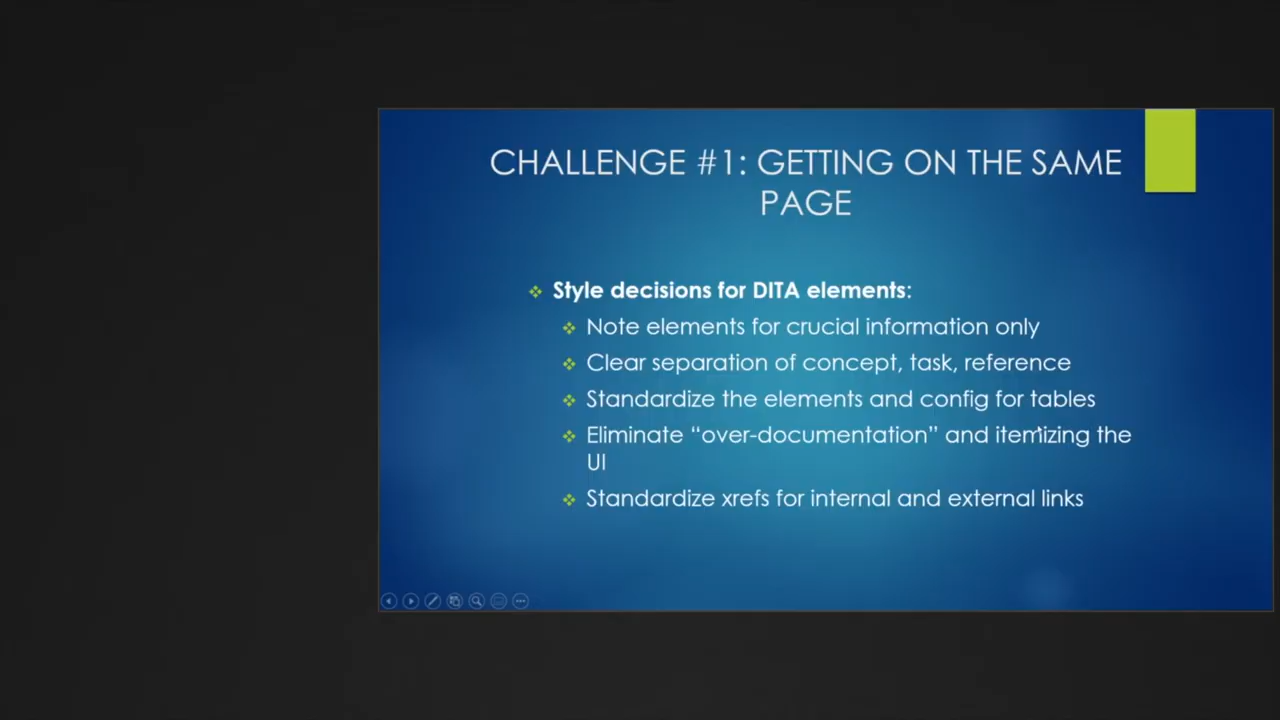 CHALLENGE #1: GETTING ON THE SAME
PAGE
Style decisions for DITA elements:
Note elements for crucial information only
Clear separation of concept, task, reference
Standardize the elements and config for tables
Eliminate “over-documentation” and itemizing the
UI
Standardize xrefs for internal and external links